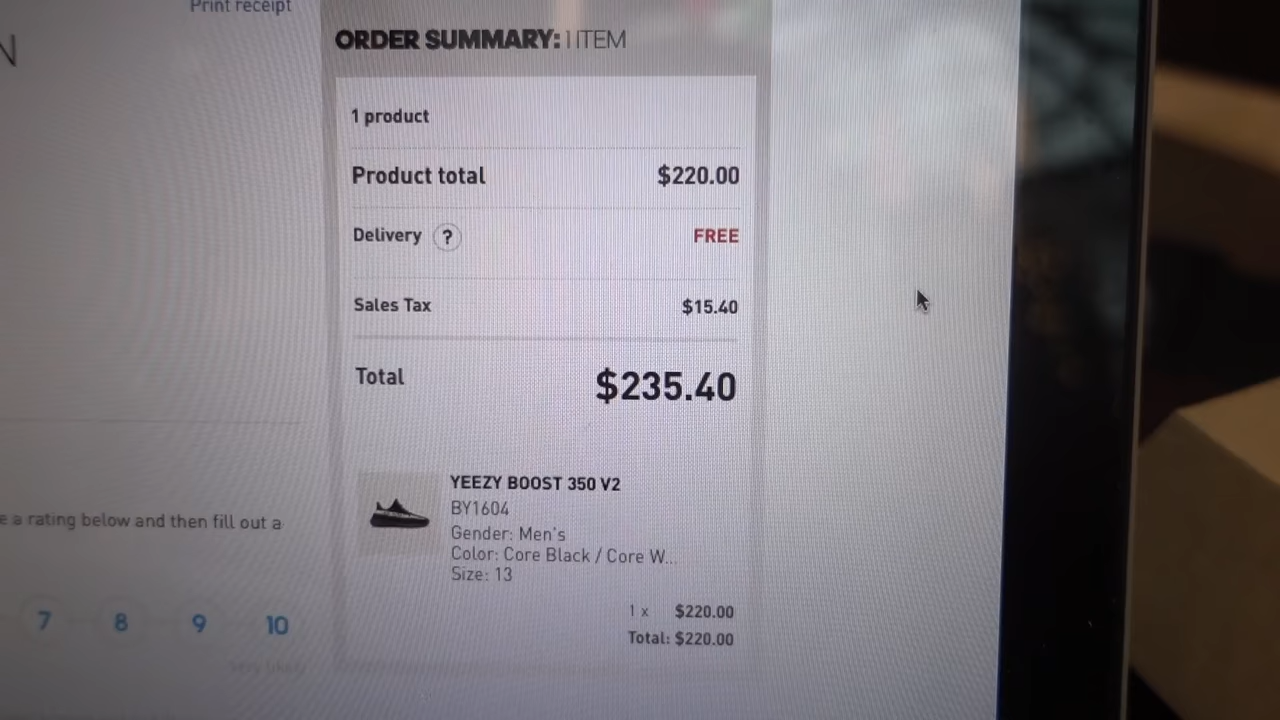 Print receipt
N
ORDER SUMMARY: 1 ITEM
1 product
Product total $220.00
Delivery ? FREE
Sales Tax $15.40
Total $235.40
YEEZY BOOST 350 V2
BY1604
Gender: Men's
Color: Core Black / Core W...
Size: 13
1 x $220.00
Total: $220.00
e a rating below and then fill out a
7 8 9 10
very likely